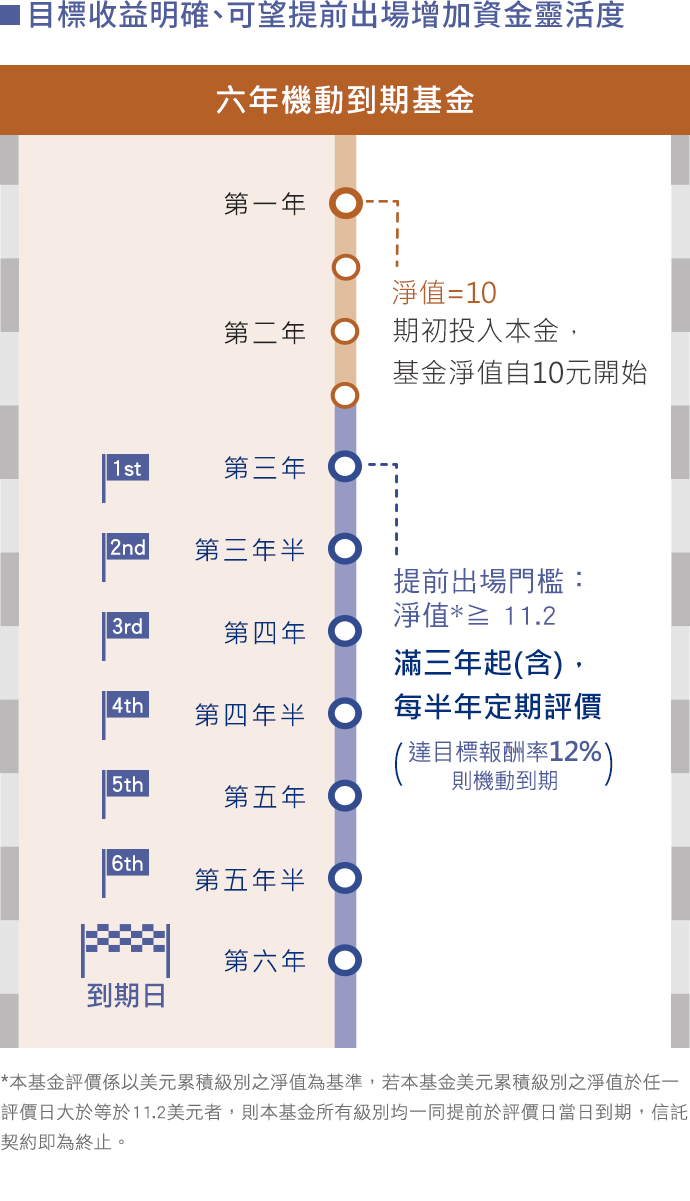 目標收益明確、可望提前出場增加資金靈活度
六年機動到期基金
第一年
淨值=10
第二年
期初投入本金，
基金淨值自10元開始
1st
第三年
2nd
第三年半
提前出場門檻：
淨值*≧ 11.2
3rd
第四年
滿三年起(含)，
每半年定期評價
4th
第四年半
(達目標報酬率12%
則機動到期)
5th
第五年
6th
第五年半
第六年
到期日
*本基金評價係以美元累積級別之淨值為基準，若本基金美元累積級別之淨值於任一
評價日大於等於11.2美元者，則本基金所有級別均一同提前於評價日當日到期，信託
契約即為終止。